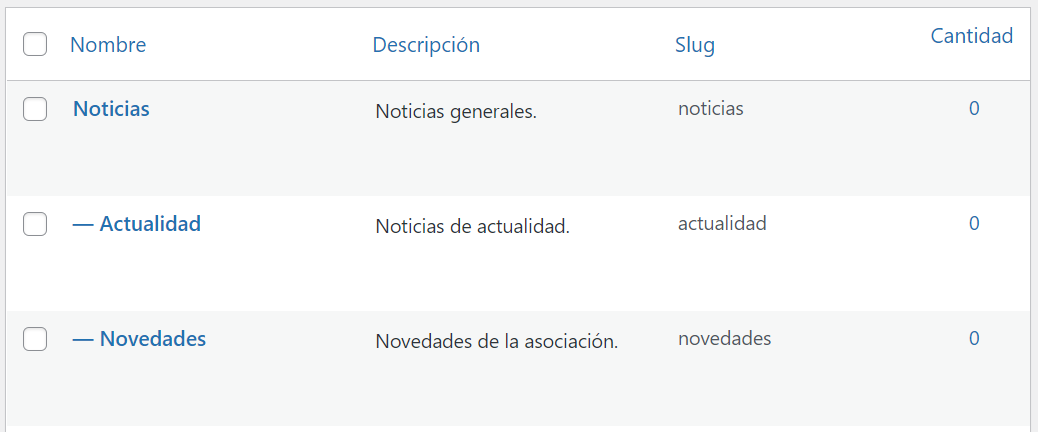 Nombre Descripción Slug Cantidad
Noticias Noticias generales. noticias 0
— Actualidad Noticias de actualidad. actualidad 0
— Novedades Novedades de la asociación. novedades 0